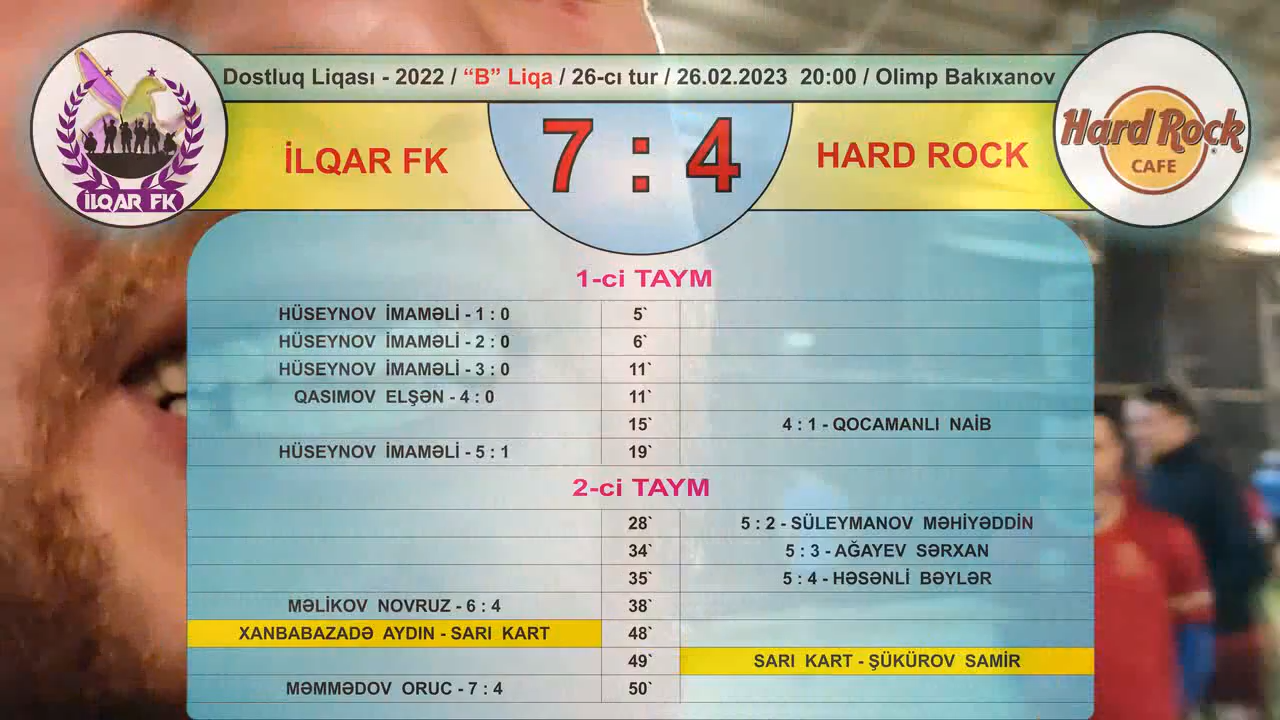 Dostluq Liqası - 2022 / “B” Liqa / 26-cı tur / 26.02.2023 20:00 / Olimp Bakıxanov
İLQAR FK
İLQAR FK 7 : 4 HARD ROCK
Hard Rock
CAFE
1-ci TAYM
HÜSEYNOV İMAMƏLİ - 1 : 0 5`
HÜSEYNOV İMAMƏLİ - 2 : 0 6`
HÜSEYNOV İMAMƏLİ - 3 : 0 11`
QASIMOV ELŞƏN - 4 : 0 11`
15` 4 : 1 - QOCAMANLI NAİB
HÜSEYNOV İMAMƏLİ - 5 : 1 19`
2-ci TAYM
28` 5 : 2 - SÜLEYMANOV MƏHİYƏDDİN
34` 5 : 3 - AĞAYEV SƏRXAN
35` 5 : 4 - HƏSƏNLİ BƏYLƏR
MƏLİKOV NOVRUZ - 6 : 4 38`
XANBABAZADƏ AYDIN - SARI KART 48`
49` SARI KART - ŞÜKÜROV SAMİR
MƏMMƏDOV ORUC - 7 : 4 50`